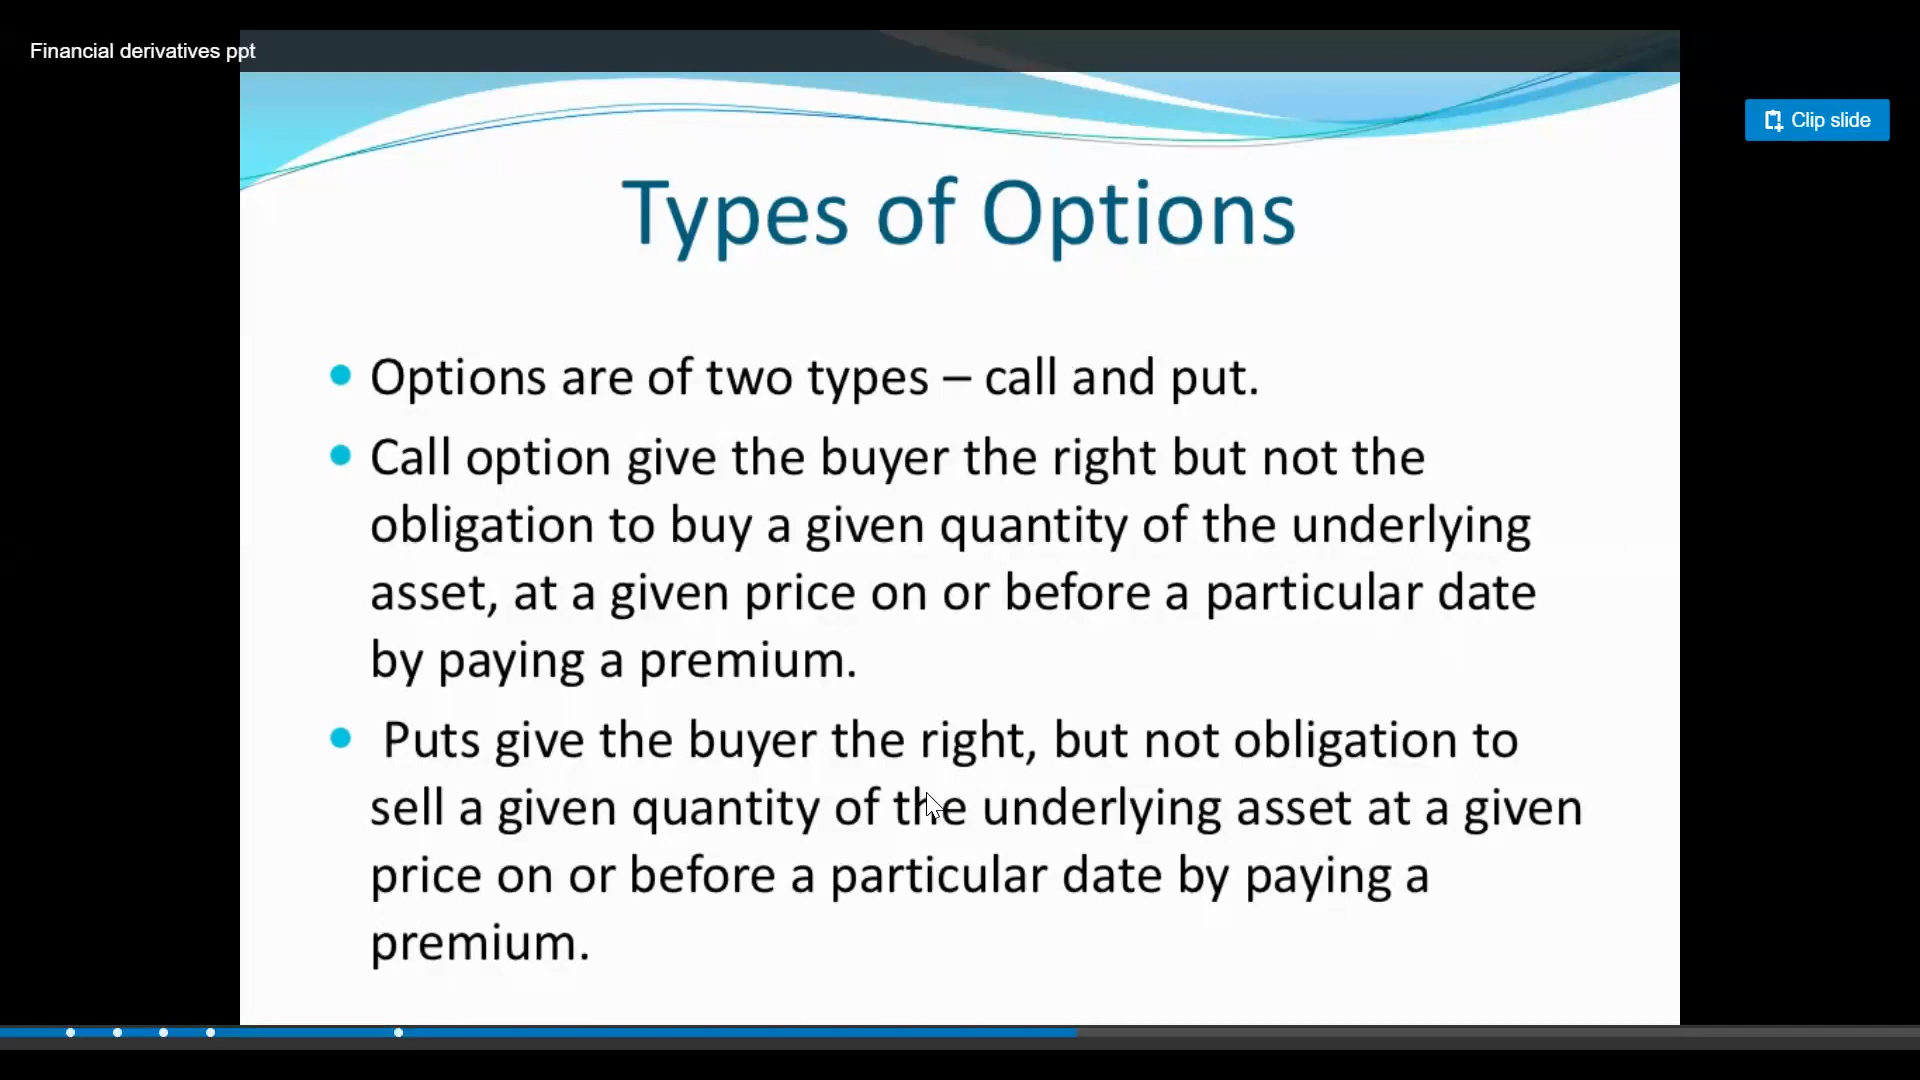 Financial derivatives ppt
Clip slide
Types of Options
Options are of two types – call and put.
Call option give the buyer the right but not the
obligation to buy a given quantity of the underlying
asset, at a given price on or before a particular date
by paying a premium.
Puts give the buyer the right, but not obligation to
sell a given quantity of the underlying asset at a given
price on or before a particular date by paying a
premium.